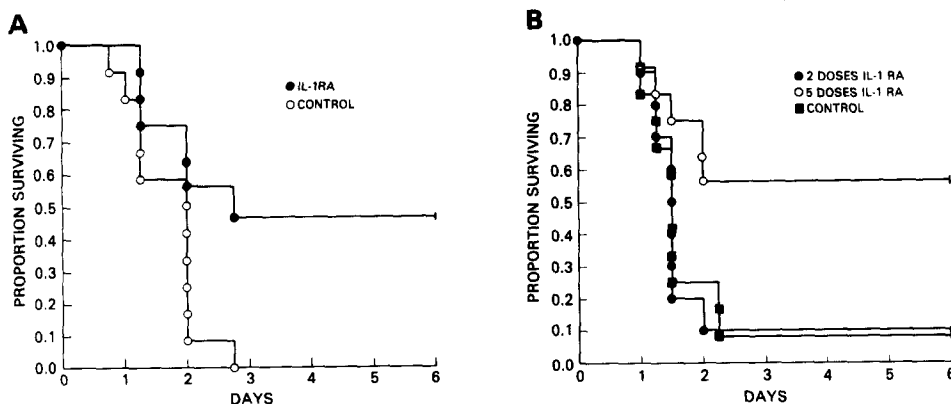 A
1.0
0.9
0.8
0.7
0.6
0.5
0.4
0.3
0.2
0.1
0.0
PROPORTION SURVIVING
IL-1RA
CONTROL
0 1 2 3 4 5 6
DAYS
B
1.0
0.9
0.8
0.7
0.6
0.5
0.4
0.3
0.2
0.1
0.0
PROPORTION SURVIVING
2 DOSES IL-1 RA
5 DOSES IL-1 RA
CONTROL
0 1 2 3 4 5 6
DAYS